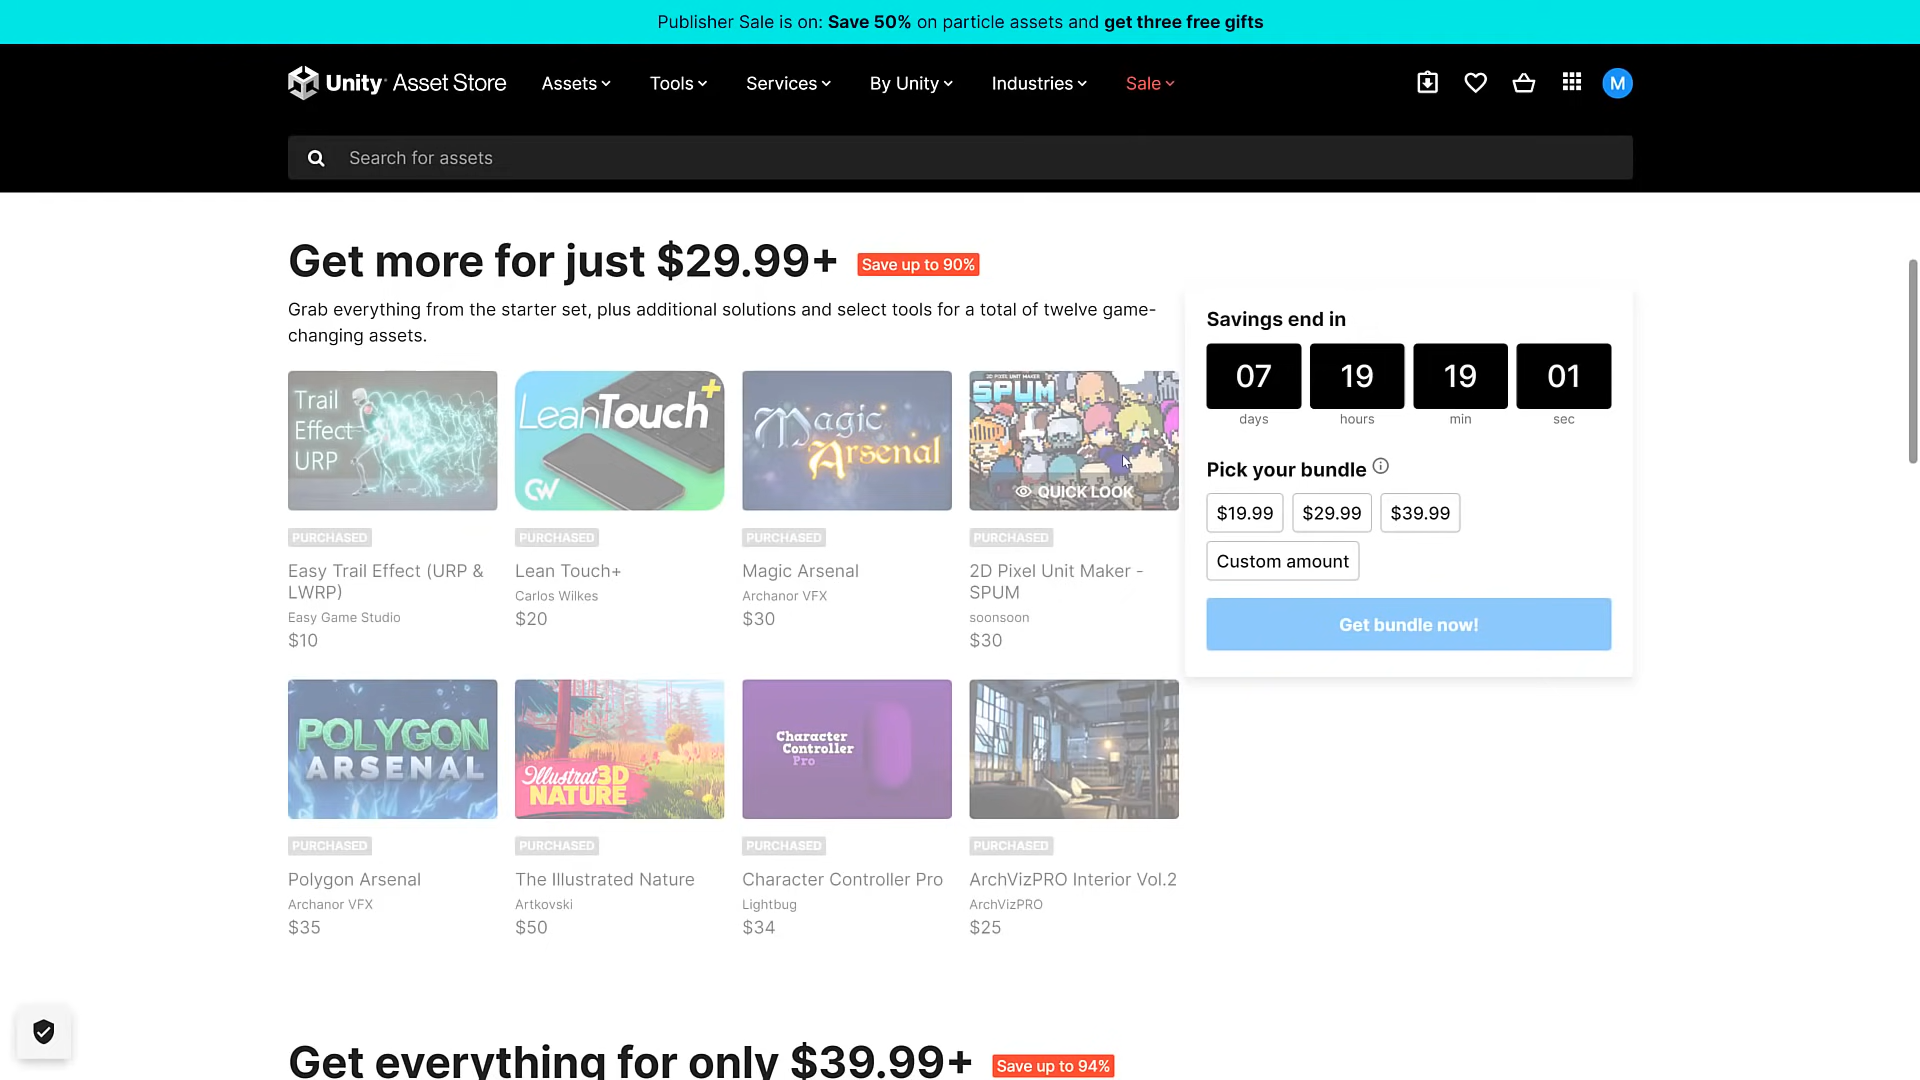 Publisher Sale is on: Save 50% on particle assets and get three free gifts
Unity Asset Store
Assets
Tools
Services
By Unity
Industries
Sale
M
Search for assets
Get more for just $29.99+
Save up to 90%
Grab everything from the starter set, plus additional solutions and select tools for a total of twelve game-
changing assets.
Trail
Effect
URP
LeanTouch+
CW
Magic
Arsenal
2D PIXEL UNIT MAKER
SPUM
QUICK LOOK
PURCHASED
PURCHASED
PURCHASED
PURCHASED
Easy Trail Effect (URP &
LWRP)
Easy Game Studio
$10
Lean Touch+
Carlos Wilkes
$20
Magic Arsenal
Archanor VFX
$30
2D Pixel Unit Maker -
SPUM
soonsoon
$30
POLYGON
ARSENAL
Illustrat3D
NATURE
Character
Controller
Pro
PURCHASED
PURCHASED
PURCHASED
PURCHASED
Polygon Arsenal
Archanor VFX
$35
The Illustrated Nature
Artkovski
$50
Character Controller Pro
Lightbug
$34
ArchVizPRO Interior Vol.2
ArchVizPRO
$25
Savings end in
07
19
19
01
days
hours
min
sec
Pick your bundle
$19.99
$29.99
$39.99
Custom amount
Get bundle now!
Get everything for only $39.99+
Save up to 94%